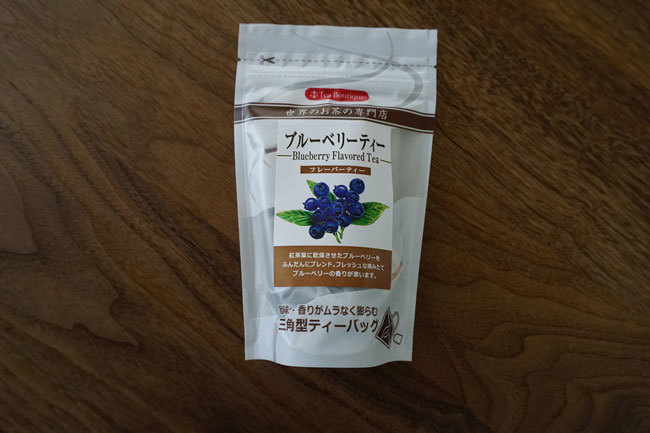 Tea Boutique
世界のお茶の専門店
ブルーベリーティー
Blueberry Flavored Tea
フレーバーティー
紅茶葉に乾燥させたブルーベリーを
ふんだんにブレンド。フレッシュな摘みたて
ブルーベリーの香りが漂います。
旨味・香りがムラなく膨らむ
三角型ティーバッグ